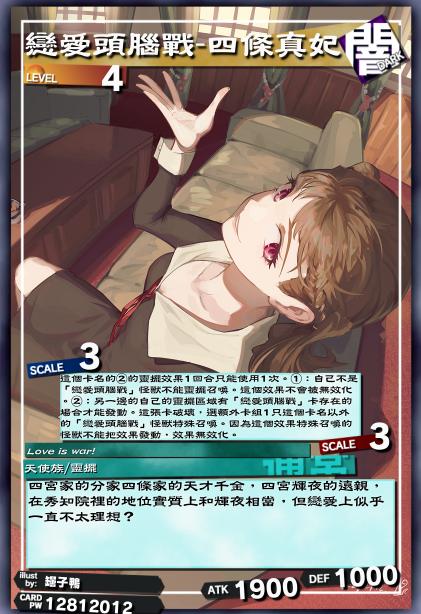 戀愛頭腦戰-四條真妃
闇
DARK
LEVEL 4
SCALE 3
這個卡名的②的靈擺效果1回合只能使用1次。①：自己不是
「戀愛頭腦戰」怪獸不能靈擺召喚。這個效果不會被無效化
。②：另一邊的自己的靈擺區域有「戀愛頭腦戰」卡存在的
場合才能發動。這張卡破壞，選額外卡組1只這個名以外
的「戀愛頭腦戰」怪獸特殊召喚。因為這個效果特殊召喚的
怪獸不能把效果發動，效果無效化。
SCALE 3
Love is war!
天使族/靈擺
四宮家的分家四條家的天才千金，四宮輝夜的遠親，
在秀知院裡的地位實質上和輝夜相當，但戀愛上似乎
一直不太理想？
illust by: 翅子鴨
ATK 1900 DEF 1000
CARD PW 12812012